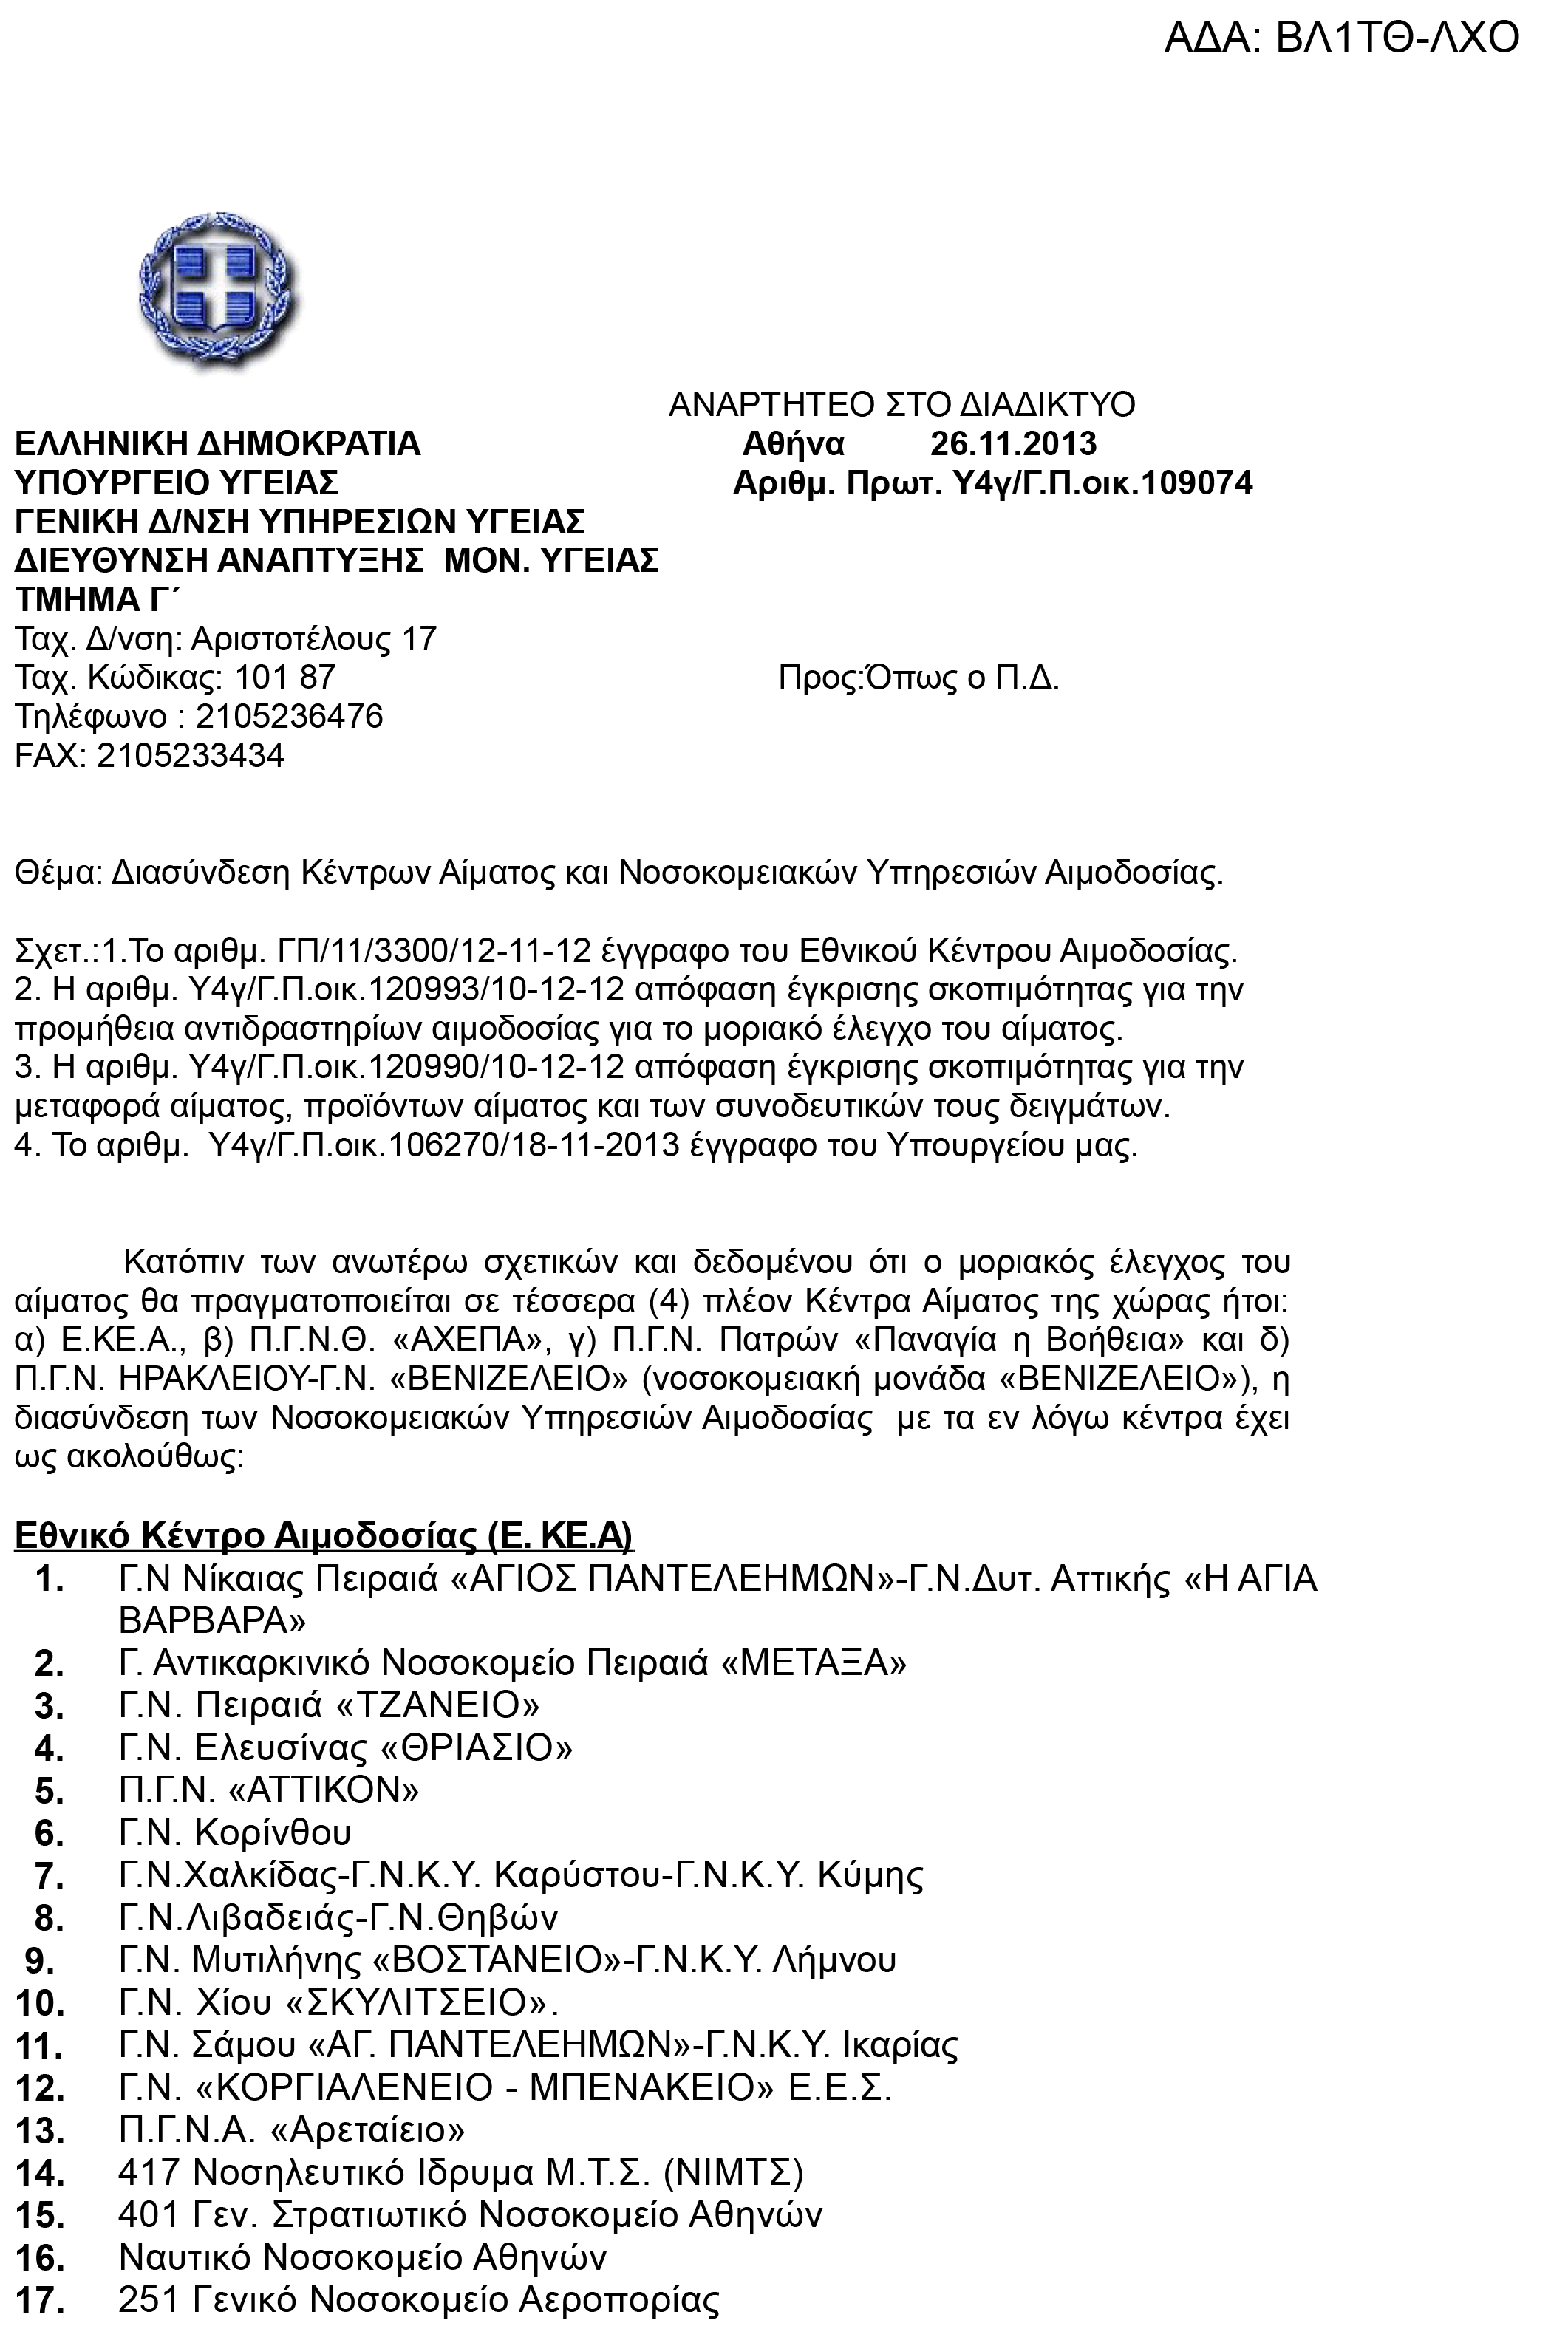 ΑΔΑ: ΒΛ1ΤΘ-ΛΧΟ
ΑΝΑΡΤΗΤΕΟ ΣΤΟ ΔΙΑΔΙΚΤΥΟ
ΕΛΛΗΝΙΚΗ ΔΗΜΟΚΡΑΤΙΑ Αθήνα 26.11.2013
ΥΠΟΥΡΓΕΙΟ ΥΓΕΙΑΣ Αριθμ. Πρωτ. Υ4γ/Γ.Π.οικ.109074
ΓΕΝΙΚΗ Δ/ΝΣΗ ΥΠΗΡΕΣΙΩΝ ΥΓΕΙΑΣ
ΔΙΕΥΘΥΝΣΗ ΑΝΑΠΤΥΞΗΣ ΜΟΝ. ΥΓΕΙΑΣ
ΤΜΗΜΑ Γ΄
Ταχ. Δ/νση: Αριστοτέλους 17
Ταχ. Κώδικας: 101 87 Προς:Όπως ο Π.Δ.
Τηλέφωνο : 2105236476
FAX: 2105233434
Θέμα: Διασύνδεση Κέντρων Αίματος και Νοσοκομειακών Υπηρεσιών Αιμοδοσίας.
Σχετ.:1.Το αριθμ. ΓΠ/11/3300/12-11-12 έγγραφο του Εθνικού Κέντρου Αιμοδοσίας.
2. Η αριθμ. Υ4γ/Γ.Π.οικ.120993/10-12-12 απόφαση έγκρισης σκοπιμότητας για την
προμήθεια αντιδραστηρίων αιμοδοσίας για το μοριακό έλεγχο του αίματος.
3. Η αριθμ. Υ4γ/Γ.Π.οικ.120990/10-12-12 απόφαση έγκρισης σκοπιμότητας για την
μεταφορά αίματος, προϊόντων αίματος και των συνοδευτικών τους δειγμάτων.
4. Το αριθμ. Υ4γ/Γ.Π.οικ.106270/18-11-2013 έγγραφο του Υπουργείου μας.
Κατόπιν των ανωτέρω σχετικών και δεδομένου ότι ο μοριακός έλεγχος του
αίματος θα πραγματοποιείται σε τέσσερα (4) πλέον Κέντρα Αίματος της χώρας ήτοι:
α) Ε.ΚΕ.Α., β) Π.Γ.Ν.Θ. «ΑΧΕΠΑ», γ) Π.Γ.Ν. Πατρών «Παναγία η Βοήθεια» και δ)
Π.Γ.Ν. ΗΡΑΚΛΕΙΟΥ-Γ.Ν. «ΒΕΝΙΖΕΛΕΙΟ» (νοσοκομειακή μονάδα «ΒΕΝΙΖΕΛΕΙΟ»), η
διασύνδεση των Νοσοκομειακών Υπηρεσιών Αιμοδοσίας με τα εν λόγω κέντρα έχει
ως ακολούθως:
Εθνικό Κέντρο Αιμοδοσίας (Ε. ΚΕ.Α)
1. Γ.Ν Νίκαιας Πειραιά «ΑΓΙΟΣ ΠΑΝΤΕΛΕΗΜΩΝ»-Γ.Ν.Δυτ. Αττικής «Η ΑΓΙΑ
ΒΑΡΒΑΡΑ»
2. Γ. Αντικαρκινικό Νοσοκομείο Πειραιά «ΜΕΤΑΞΑ»
3. Γ.Ν. Πειραιά «ΤΖΑΝΕΙΟ»
4. Γ.Ν. Ελευσίνας «ΘΡΙΑΣΙΟ»
5. Π.Γ.Ν. «ΑΤΤΙΚΟΝ»
6. Γ.Ν. Κορίνθου
7. Γ.Ν.Χαλκίδας-Γ.Ν.Κ.Υ. Καρύστου-Γ.Ν.Κ.Υ. Κύμης
8. Γ.Ν.Λιβαδειάς-Γ.Ν.Θηβών
9. Γ.Ν. Μυτιλήνης «ΒΟΣΤΑΝΕΙΟ»-Γ.Ν.Κ.Υ. Λήμνου
10. Γ.Ν. Χίου «ΣΚΥΛΙΤΣΕΙΟ».
11. Γ.Ν. Σάμου «ΑΓ. ΠΑΝΤΕΛΕΗΜΩΝ»-Γ.Ν.Κ.Υ. Ικαρίας
12. Γ.Ν. «ΚΟΡΓΙΑΛΕΝΕΙΟ - ΜΠΕΝΑΚΕΙΟ» Ε.Ε.Σ.
13. Π.Γ.Ν.Α. «Αρεταίειο»
14. 417 Νοσηλευτικό Ιδρυμα Μ.Τ.Σ. (ΝΙΜΤΣ)
15. 401 Γεν. Στρατιωτικό Νοσοκομείο Αθηνών
16. Ναυτικό Νοσοκομείο Αθηνών
17. 251 Γενικό Νοσοκομείο Αεροπορίας